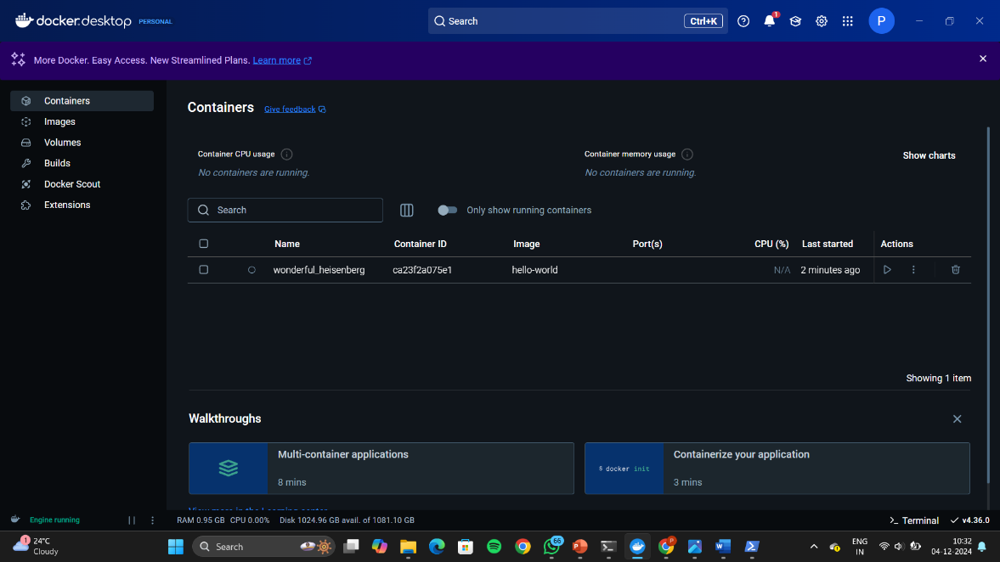 docker.desktop PERSONAL
Search Ctrl+K
1
P
More Docker. Easy Access. New Streamlined Plans. Learn more
Containers
Images
Volumes
Builds
Docker Scout
Extensions
Containers Give feedback
Container CPU usage
No containers are running.
Container memory usage
No containers are running.
Show charts
Search
Only show running containers
Name Container ID Image Port(s) CPU (%) Last started Actions
wonderful_heisenberg ca23f2a075e1 hello-world N/A 2 minutes ago
Showing 1 item
Walkthroughs
Multi-container applications
8 mins
$ docker init
Containerize your application
3 mins
View more in the Learning center
Engine running
RAM 0.95 GB CPU 0.00% Disk 1024.96 GB avail. of 1081.10 GB
>_ Terminal
v4.36.0
1
24°C
Cloudy
Search
66
P
ENG
IN
10:32
04-12-2024